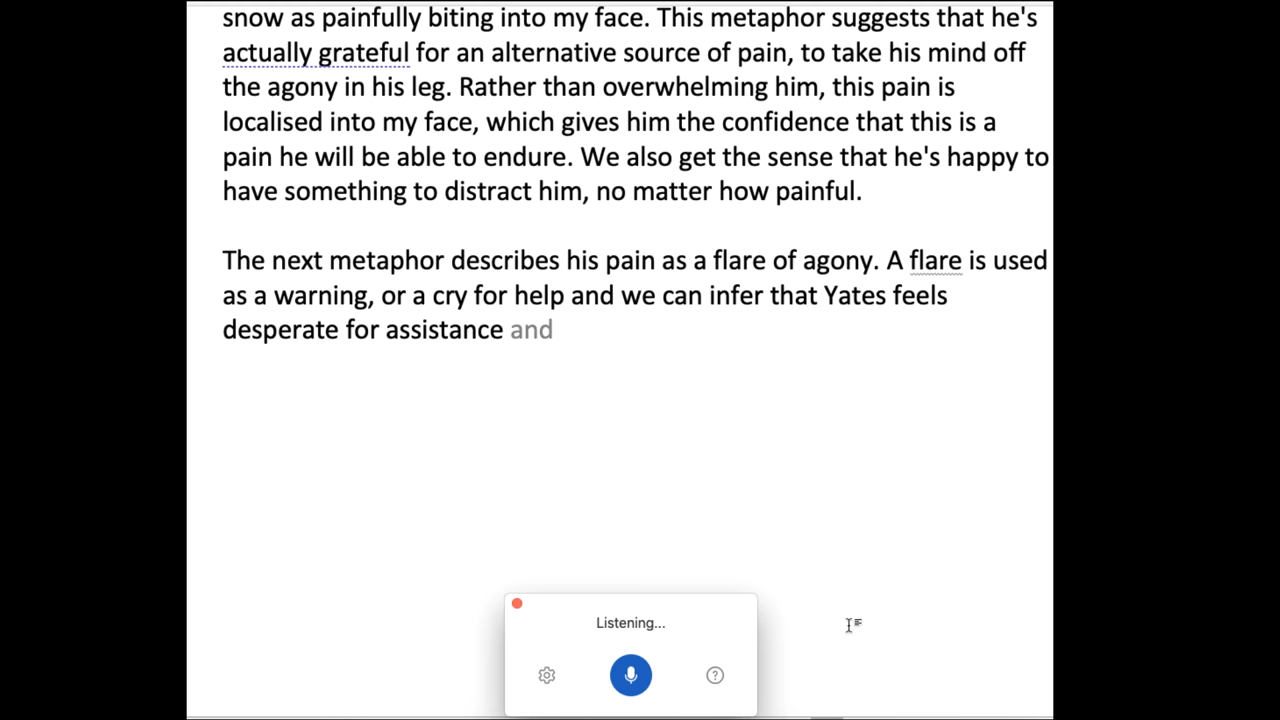 snow as painfully biting into my face. This metaphor suggests that he's
actually grateful for an alternative source of pain, to take his mind off
the agony in his leg. Rather than overwhelming him, this pain is
localised into my face, which gives him the confidence that this is a
pain he will be able to endure. We also get the sense that he's happy to
have something to distract him, no matter how painful.
The next metaphor describes his pain as a flare of agony. A flare is used
as a warning, or a cry for help and we can infer that Yates feels
desperate for assistance and
Listening...
?